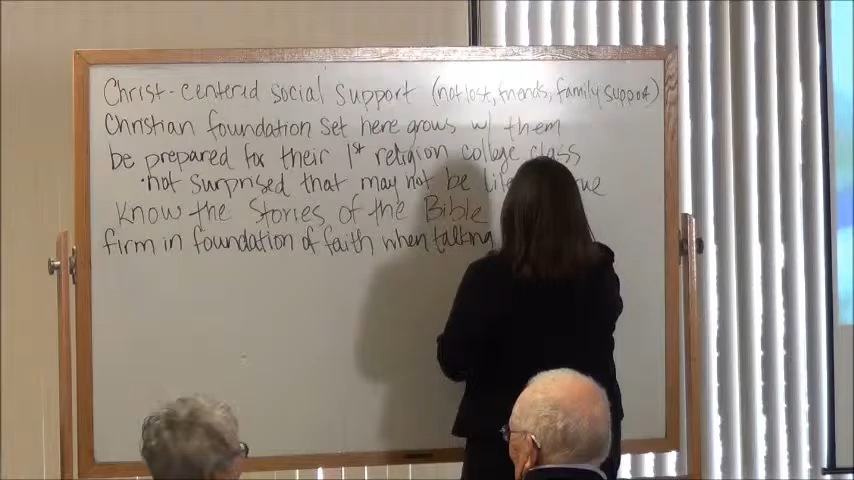 Christ-centered social support (not lost, friends, family support)
Christian foundation set here grows w/ them
be prepared for their 1st religion college class
• not surprised that may not be
Know the Stories of the Bible
firm in foundation of faith when talking